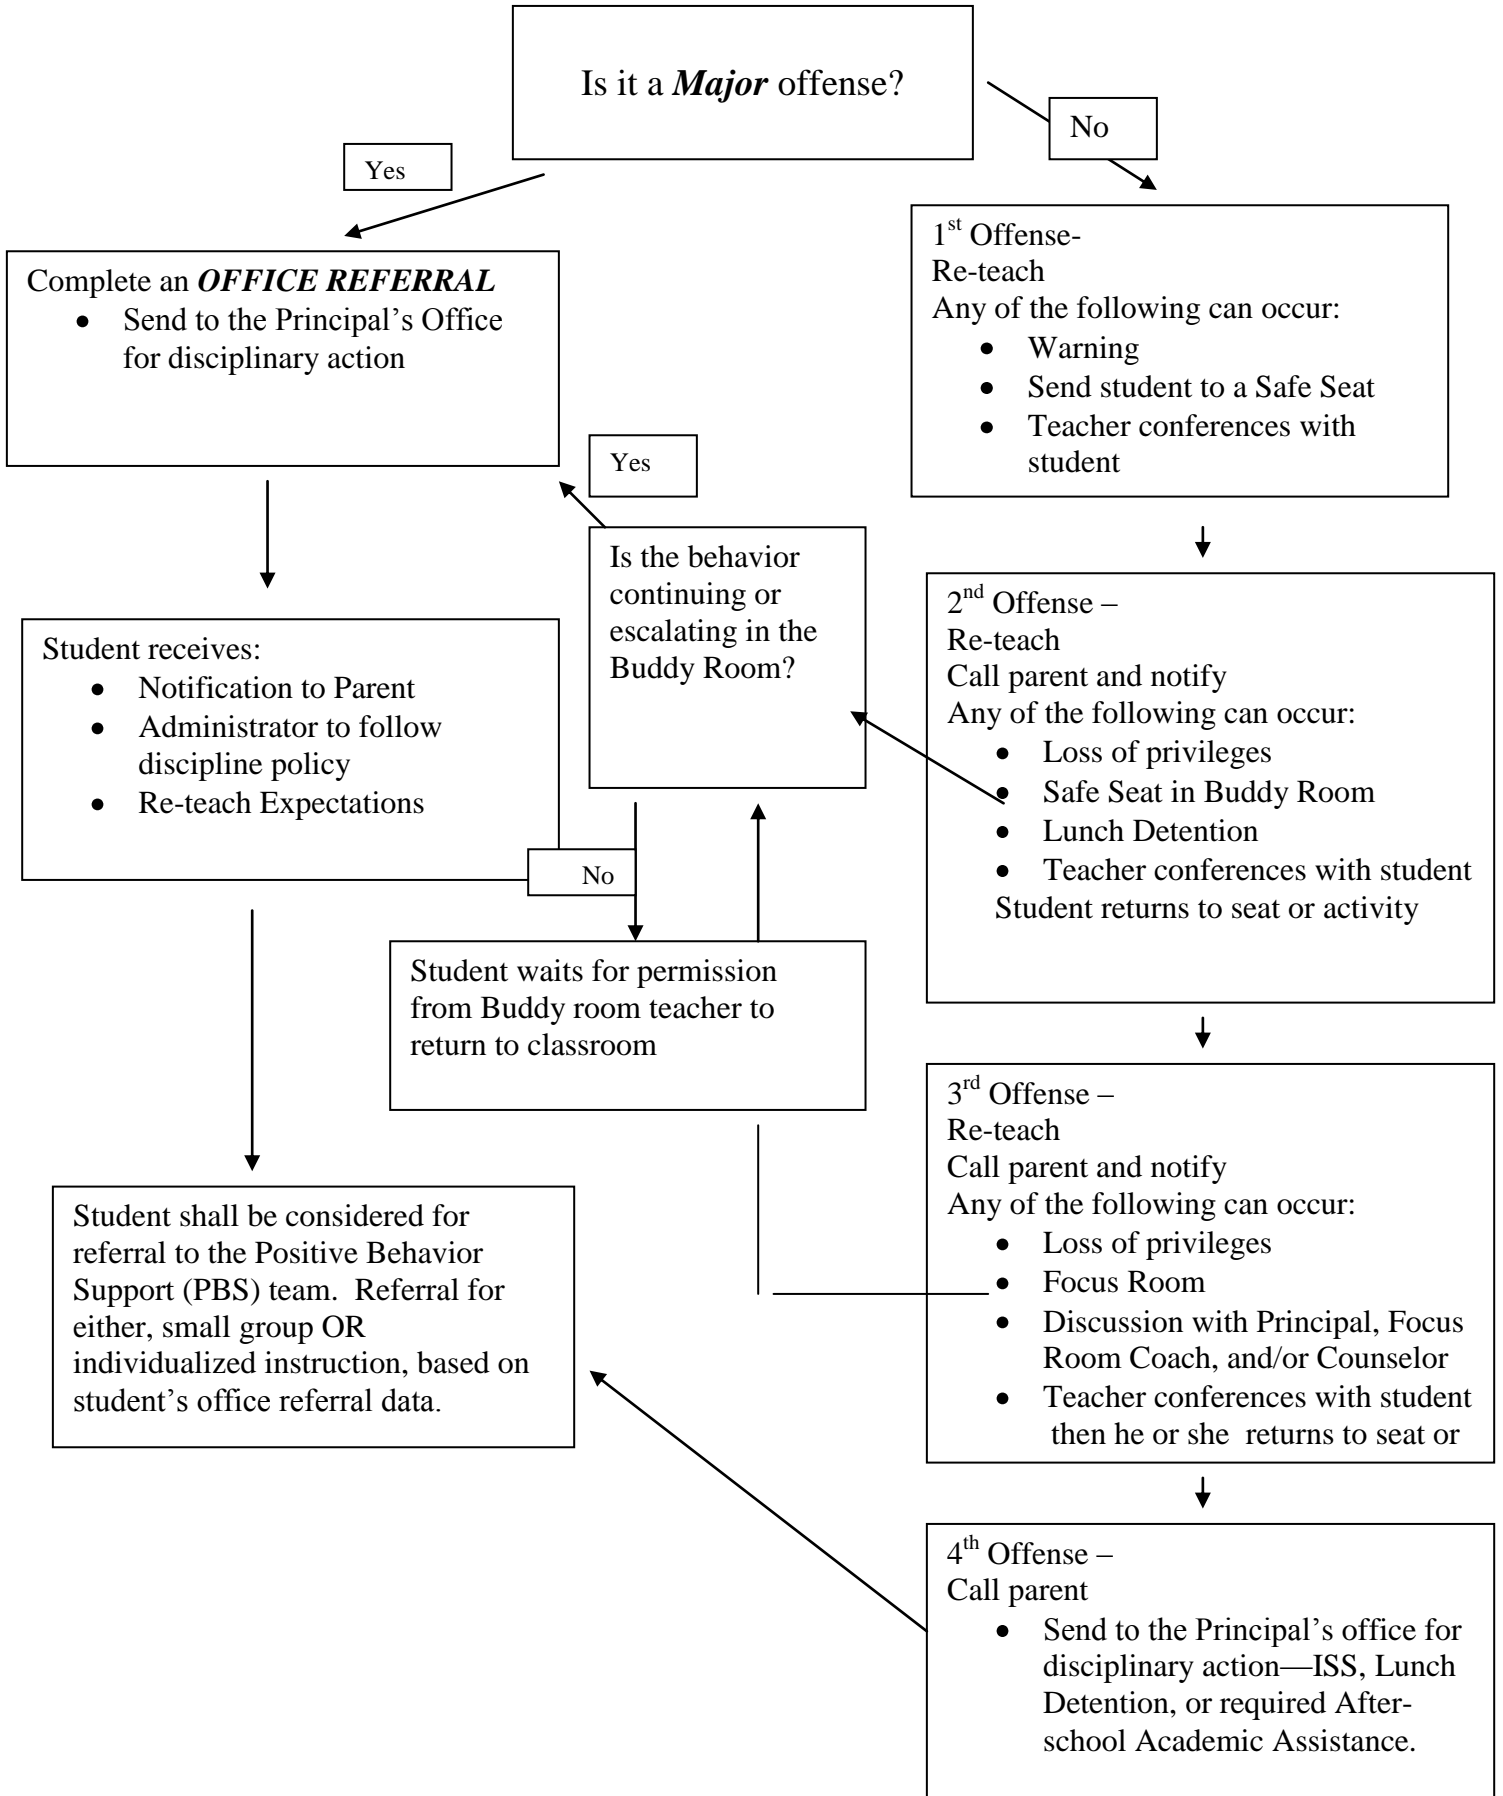 Is it a Major offense?
No
Yes
Complete an OFFICE REFERRAL
• Send to the Principal’s Office
for disciplinary action
1st Offense-
Re-teach
Any of the following can occur:
• Warning
• Send student to a Safe Seat
• Teacher conferences with
student
Yes
Is the behavior
continuing or
escalating in the
Buddy Room?
2nd Offense –
Re-teach
Call parent and notify
Any of the following can occur:
• Loss of privileges
• Safe Seat in Buddy Room
• Lunch Detention
• Teacher conferences with student
Student returns to seat or activity
Student receives:
• Notification to Parent
• Administrator to follow
discipline policy
• Re-teach Expectations
No
Student waits for permission
from Buddy room teacher to
return to classroom
3rd Offense –
Re-teach
Call parent and notify
Any of the following can occur:
• Loss of privileges
• Focus Room
• Discussion with Principal, Focus
Room Coach, and/or Counselor
• Teacher conferences with student
then he or she returns to seat or
Student shall be considered for
referral to the Positive Behavior
Support (PBS) team. Referral for
either, small group OR
individualized instruction, based on
student’s office referral data.
4th Offense –
Call parent
• Send to the Principal’s office for
disciplinary action—ISS, Lunch
Detention, or required After-
school Academic Assistance.